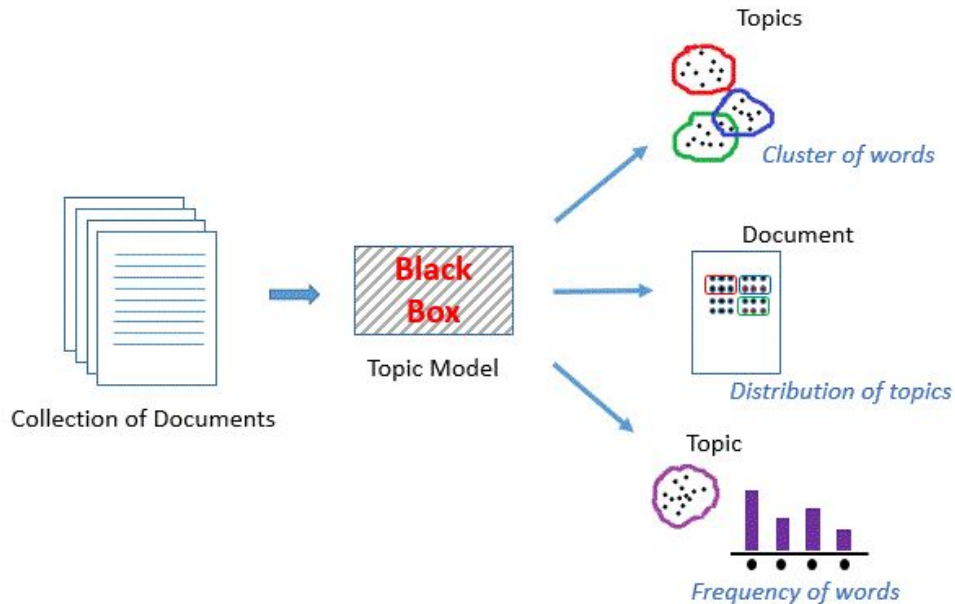 Topics
Cluster of words
Document
Black
Box
Topic Model
Distribution of topics
Collection of Documents
Topic
Frequency of words